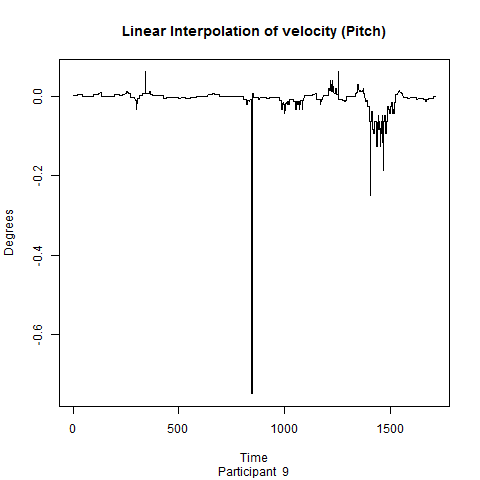 Linear Interpolation of velocity (Pitch)
0.0
-0.2
-0.4
-0.6
Degrees
0 500 1000 1500
Time
Participant 9